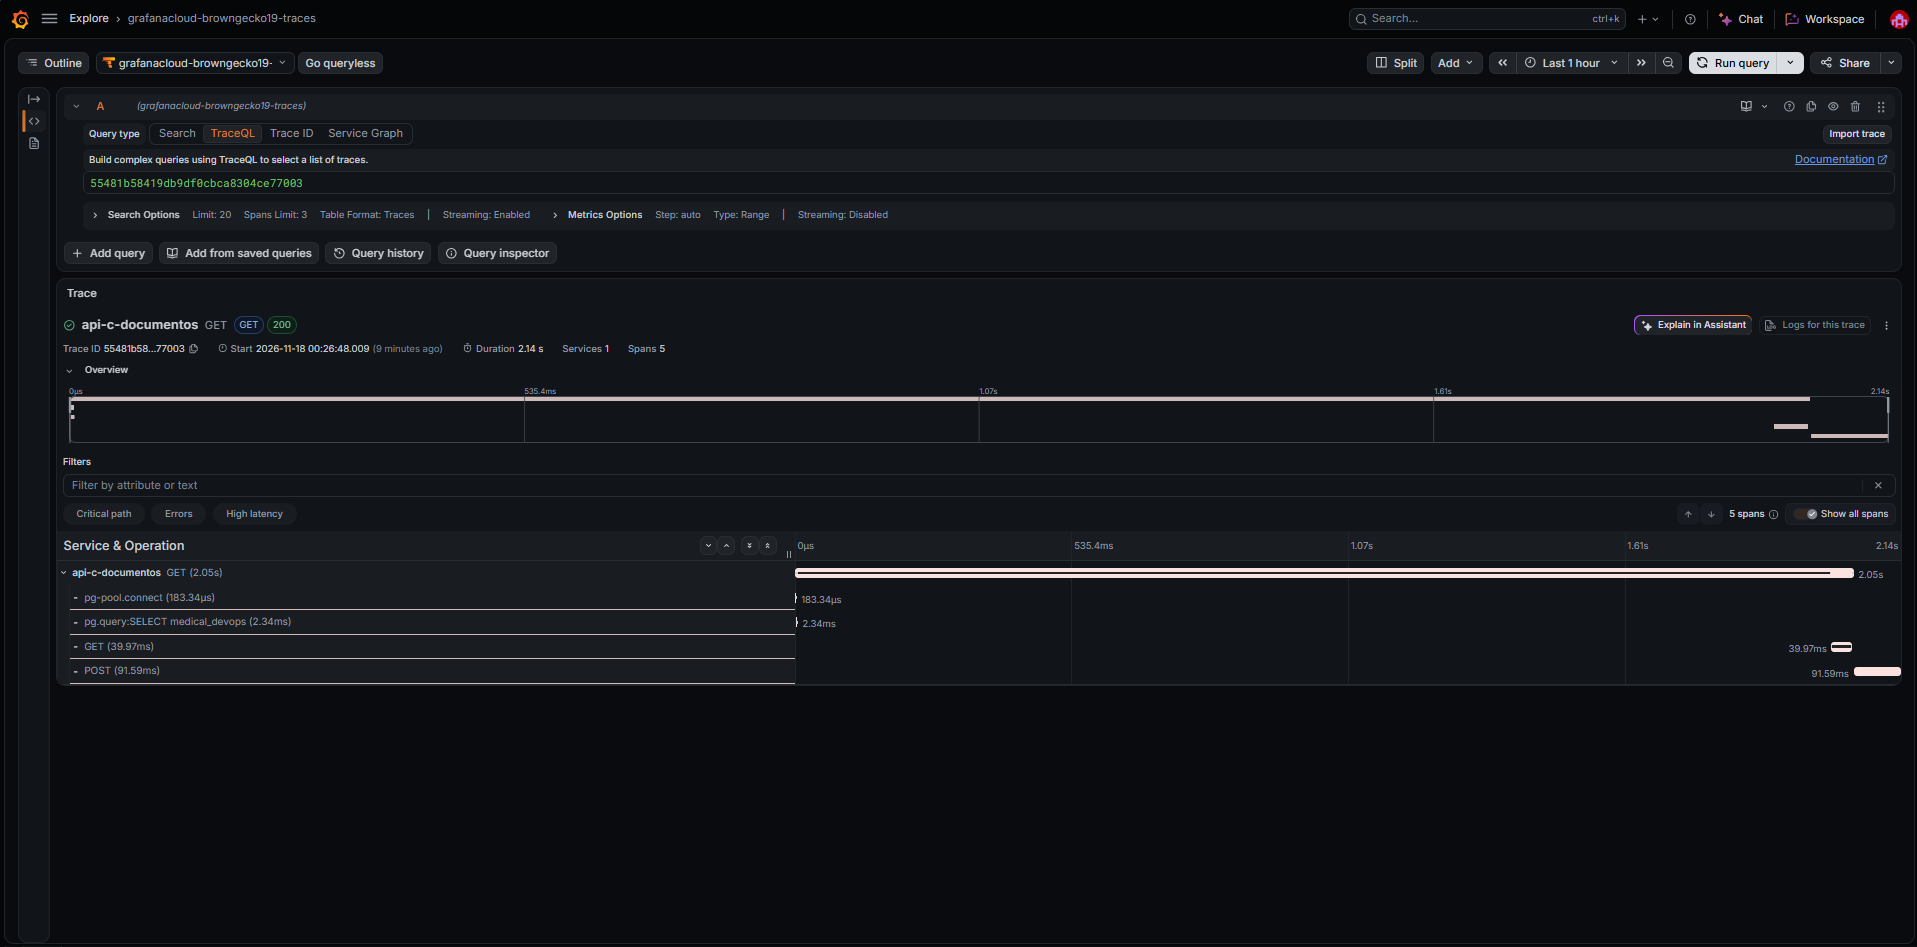 Explore › grafanacloud-browngecko19-traces
Search... ctrl+k
Chat
Workspace
Outline
grafanacloud-browngecko19-
Go queryless
Split
Add
Last 1 hour
Run query
Share
A (grafanacloud-browngecko19-traces)
Query type Search TraceQL Trace ID Service Graph
Import trace
Build complex queries using TraceQL to select a list of traces.
Documentation
55481b58419db9df0cbca8304ce77003
Search Options Limit: 20 Spans Limit: 3 Table Format: Traces | Streaming: Enabled Metrics Options Step: auto Type: Range | Streaming: Disabled
+ Add query
Add from saved queries
Query history
Query inspector
Trace
api-c-documentos GET GET 200
Explain in Assistant
Logs for this trace
Trace ID 55481b58...77003 Start 2026-11-18 00:26:48.009 (9 minutes ago) Duration 2.14 s Services 1 Spans 5
Overview
0µs 535.4ms 1.07s 1.61s 2.14s
Filters
Filter by attribute or text
Critical path Errors High latency
5 spans
Show all spans
Service & Operation
0µs 535.4ms 1.07s 1.61s 2.14s
api-c-documentos GET (2.05s)
2.05s
- pg-pool.connect (183.34µs)
183.34µs
- pg.query:SELECT medical_devops (2.34ms)
2.34ms
- GET (39.97ms)
39.97ms
- POST (91.59ms)
91.59ms